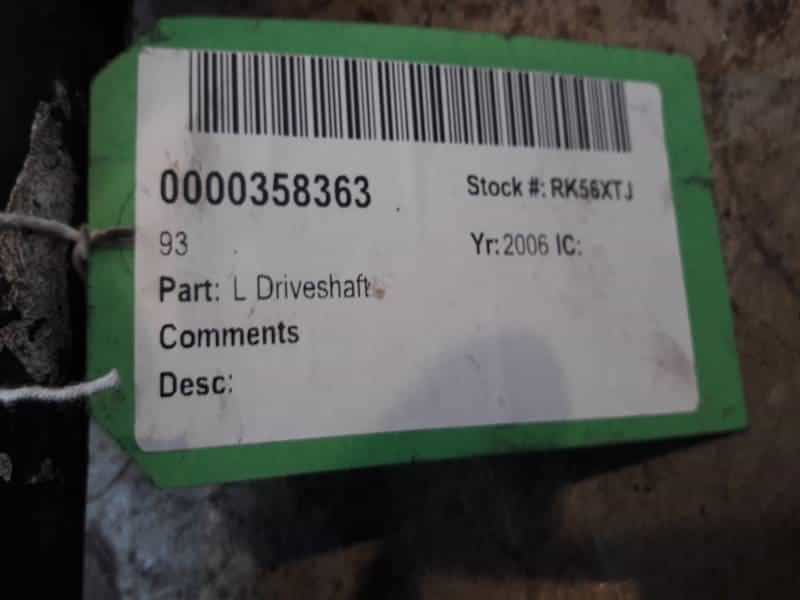 0000358363 Stock #: RK56XTJ
93 Yr: 2006 IC:
Part: L Driveshaft
Comments
Desc: